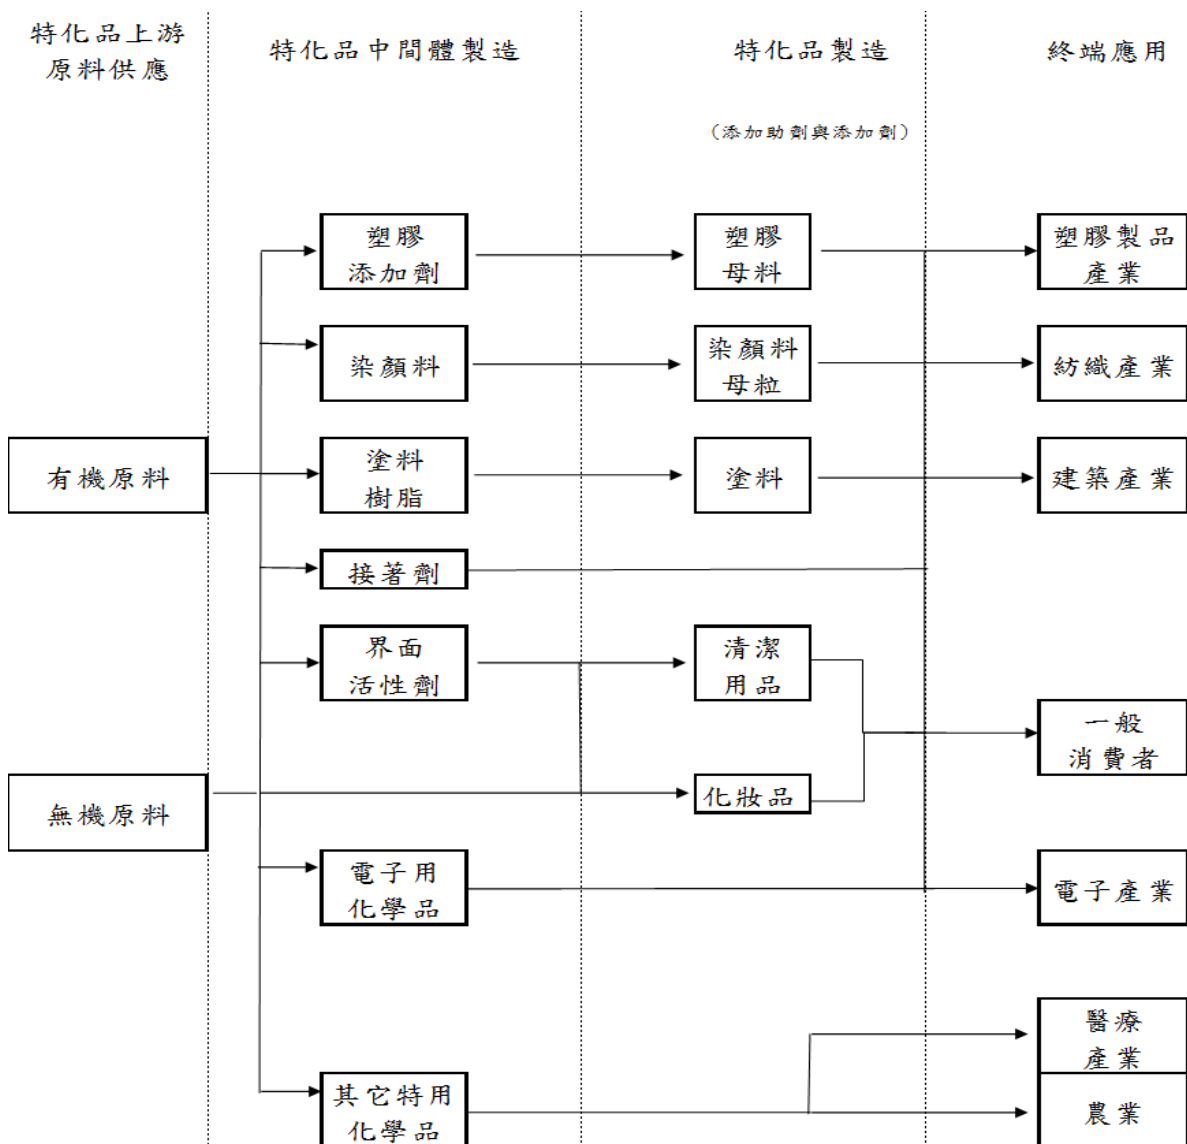 特化品上游
原料供應
特化品中間體製造
特化品製造
終端應用
（添加助劑與添加劑）
塑膠
添加劑
塑膠
母料
塑膠製品
產業
染顏料
染顏料
母粒
紡織產業
有機原料
塗料
樹脂
塗料
建築產業
接著劑
界面
活性劑
清潔
用品
一般
消費者
無機原料
化妝品
電子用
化學品
電子產業
醫療
產業
其它特用
化學品
農業